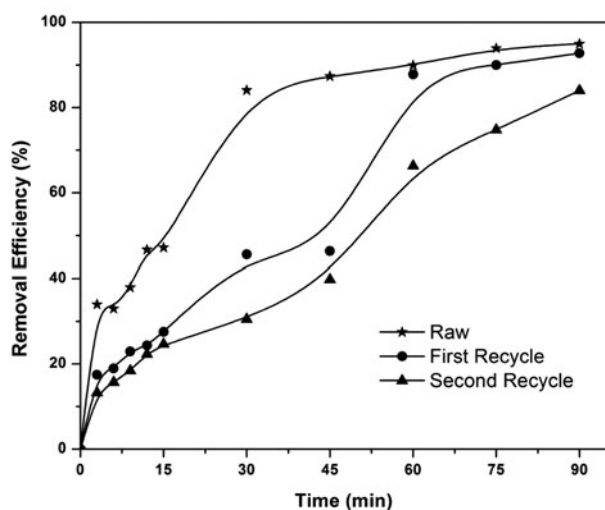 100
80
60
40
20
0
Removal Efficiency (%)
Raw
First Recycle
Second Recycle
0 15 30 45 60 75 90
Time (min)